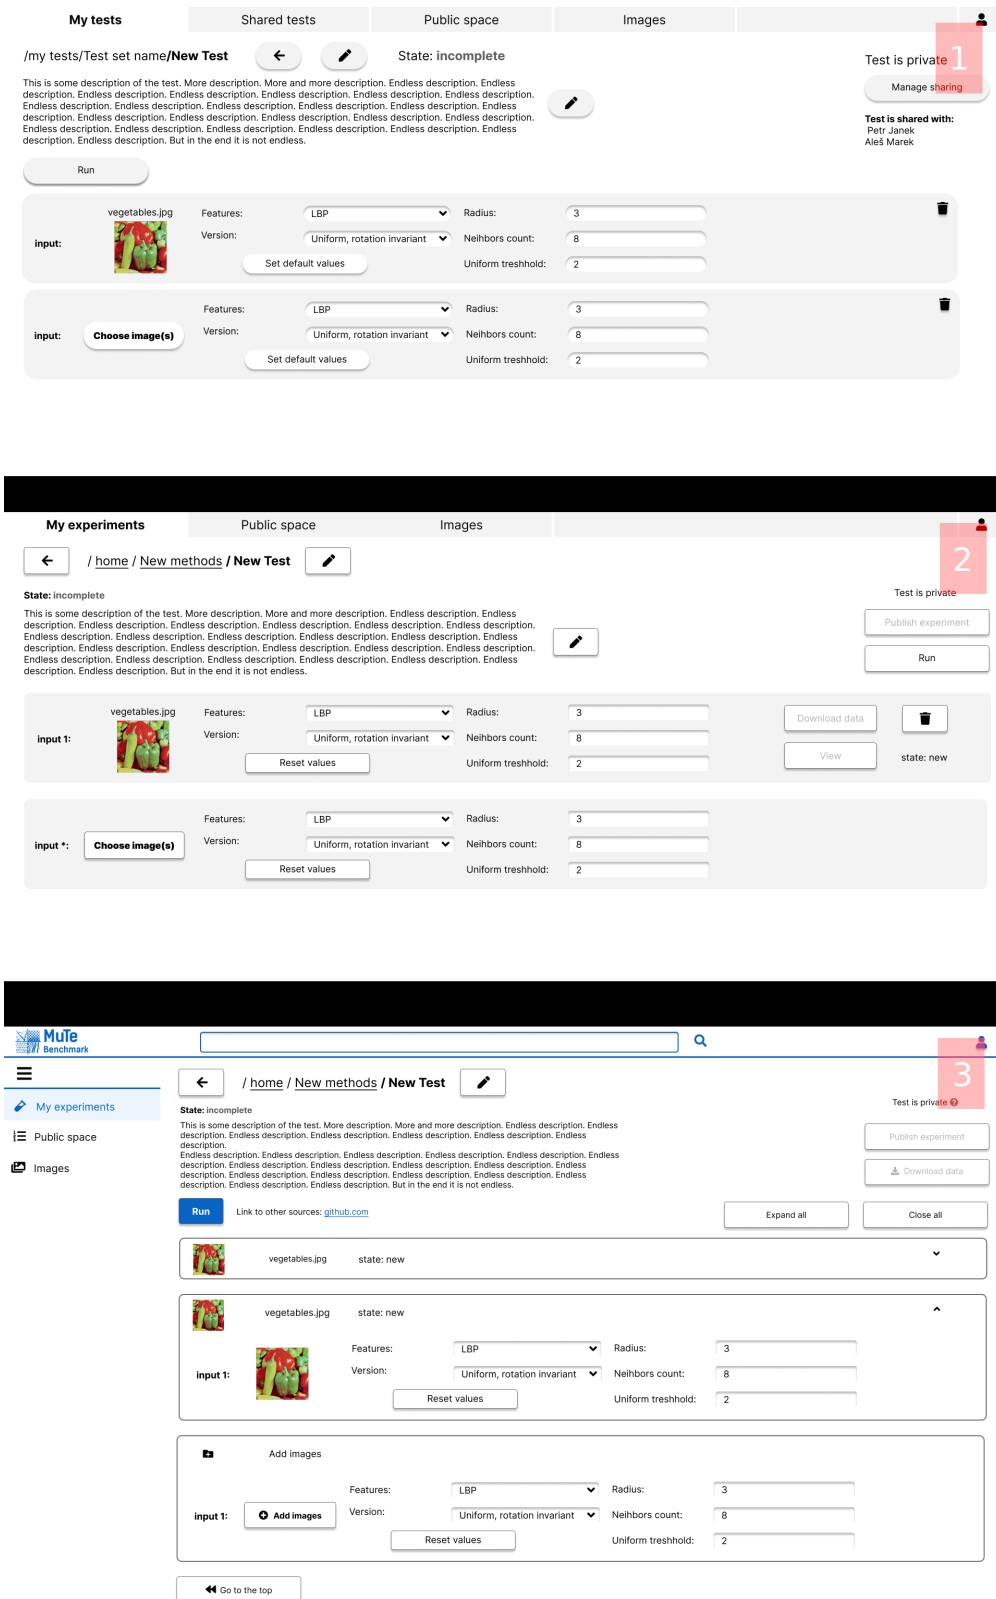 My tests
Shared tests
Public space
Images
1
/my tests/Test set name/New Test
State: incomplete
Test is private
This is some description of the test. More description. More and more description. Endless description. Endless
description. Endless description. Endless description. Endless description. Endless description. Endless description.
Endless description. Endless description. Endless description. Endless description. Endless description. Endless
description. Endless description. Endless description. Endless description. Endless description. Endless description.
Endless description. Endless description. Endless description. Endless description. Endless description. Endless
description. Endless description. But in the end it is not endless.
Manage sharing
Test is shared with:
Petr Janek
Aleš Marek
Run
input:
vegetables.jpg
Features:
LBP
Radius:
3
Version:
Uniform, rotation invariant
Neihbors count:
8
Set default values
Uniform treshhold:
2
input:
Choose image(s)
Features:
LBP
Radius:
3
Version:
Uniform, rotation invariant
Neihbors count:
8
Set default values
Uniform treshhold:
2
My experiments
Public space
Images
2
/ home / New methods / New Test
State: incomplete
Test is private
This is some description of the test. More description. More and more description. Endless description. Endless
description. Endless description. Endless description. Endless description. Endless description. Endless description.
Endless description. Endless description. Endless description. Endless description. Endless description. Endless
description. Endless description. Endless description. Endless description. Endless description. Endless description.
Endless description. Endless description. Endless description. Endless description. Endless description. Endless
description. Endless description. But in the end it is not endless.
Publish experiment
Run
input 1:
vegetables.jpg
Features:
LBP
Radius:
3
Version:
Uniform, rotation invariant
Neihbors count:
8
Reset values
Uniform treshhold:
2
Download data
View
state: new
input *:
Choose image(s)
Features:
LBP
Radius:
3
Version:
Uniform, rotation invariant
Neihbors count:
8
Reset values
Uniform treshhold:
2
MuTe
Benchmark
3
My experiments
Public space
Images
/ home / New methods / New Test
State: incomplete
Test is private
This is some description of the test. More description. More and more description. Endless description. Endless
description. Endless description. Endless description. Endless description. Endless description. Endless
description.
Endless description. Endless description. Endless description. Endless description. Endless description. Endless
description. Endless description. Endless description. Endless description. Endless description. Endless
description. Endless description. Endless description. Endless description. Endless description. Endless
description. Endless description. Endless description. But in the end it is not endless.
Publish experiment
Download data
Run
Link to other sources: github.com
Expand all
Close all
vegetables.jpg
state: new
vegetables.jpg
state: new
input 1:
Features:
LBP
Radius:
3
Version:
Uniform, rotation invariant
Neihbors count:
8
Reset values
Uniform treshhold:
2
Add images
input 1:
Add images
Features:
LBP
Radius:
3
Version:
Uniform, rotation invariant
Neihbors count:
8
Reset values
Uniform treshhold:
2
Go to the top